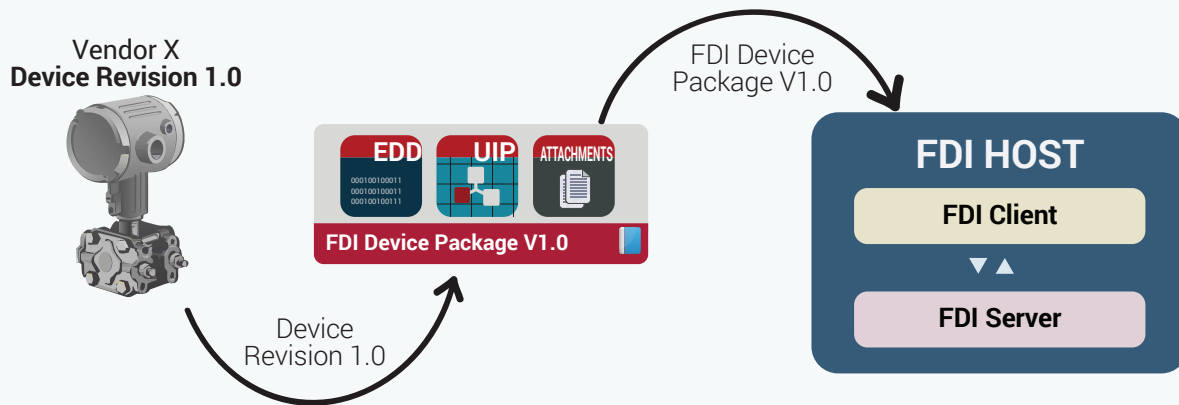 Vendor X
Device Revision 1.0
Device
Revision 1.0
EDD
000100100011
000100100011
000100100111
UIP
ATTACHMENTS
FDI Device Package V1.0
FDI Device
Package V1.0
FDI HOST
FDI Client
FDI Server